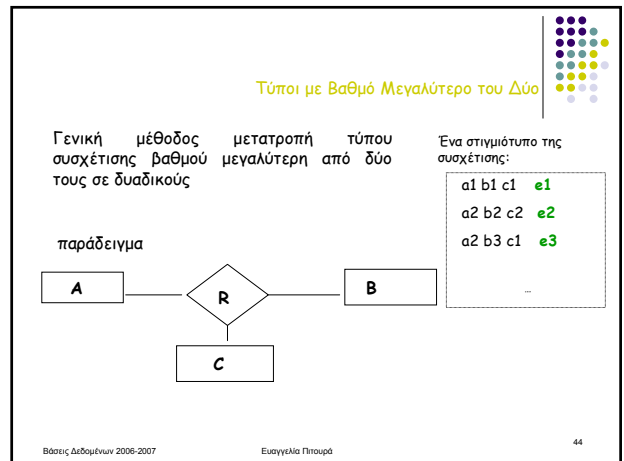 Τύποι με Βαθμό Μεγαλύτερο του Δύο
Γενική μέθοδος μετατροπή τύπου
συσχέτισης βαθμού μεγαλύτερη από δύο
τους σε δυαδικούς
Ένα στιγμιότυπο της
συσχέτισης:
a1 b1 c1 e1
a2 b2 c2 e2
a2 b3 c1 e3
...
παράδειγμα
A
R
B
C
Βάσεις Δεδομένων 2006-2007
Ευαγγελία Πιτουρά
44